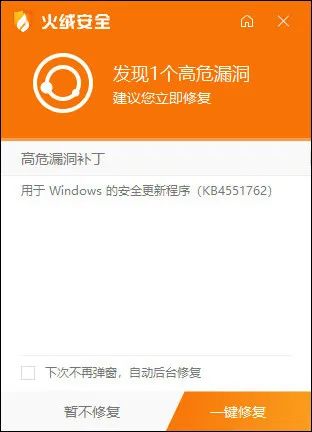 火绒安全
发现1个高危漏洞
建议您立即修复
高危漏洞补丁
用于 Windows 的安全更新程序（KB4551762）
下次不再弹窗，自动后台修复
暂不修复
一键修复